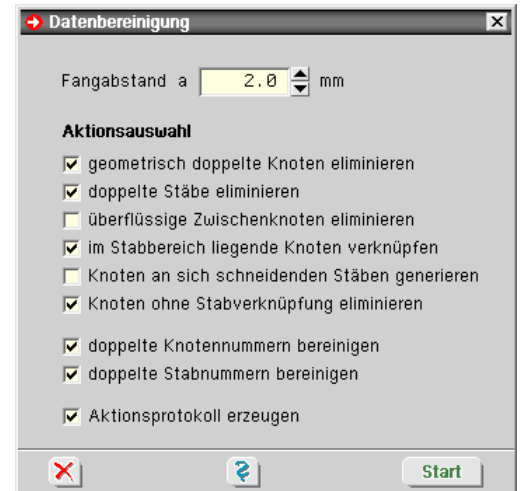 Datenbereinigung
Fangabstand a 2.0 mm
Aktionsauswahl
geometrisch doppelte Knoten eliminieren
doppelte Stäbe eliminieren
überflüssige Zwischenknoten eliminieren
im Stabbereich liegende Knoten verknüpfen
Knoten an sich schneidenden Stäben generieren
Knoten ohne Stabverknüpfung eliminieren
doppelte Knotennummern bereinigen
doppelte Stabnummern bereinigen
Aktionsprotokoll erzeugen
Start